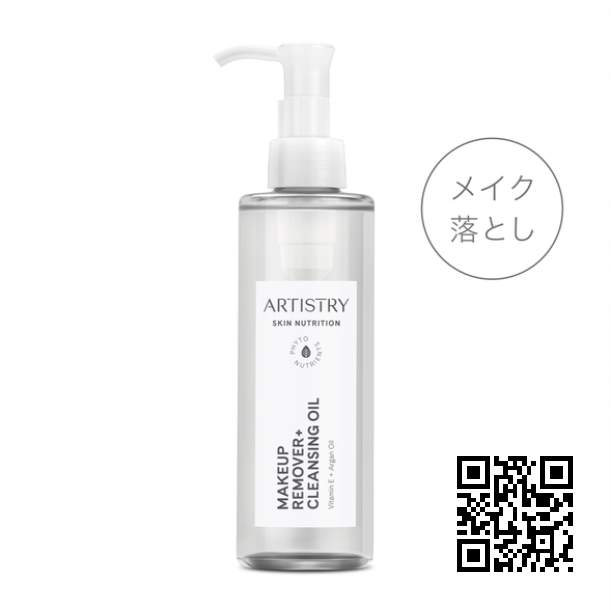 メイク
落とし
ARTISTRY
SKIN NUTRITION
PHYTO NUTRIENTS
MAKEUP
REMOVER+
CLEANSING OIL
Vitamin E + Argan Oil